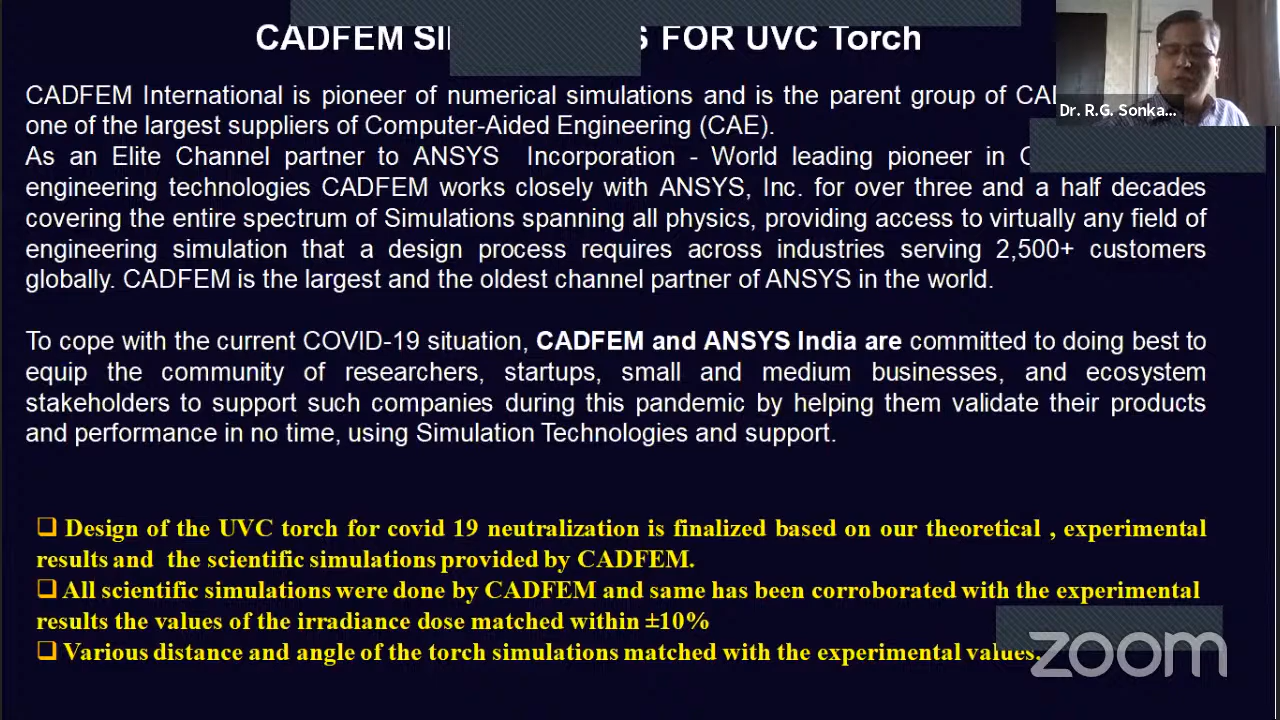 CADFEM FOR UVC Torch
CADFEM International is pioneer of numerical simulations and is the parent group of
one of the largest suppliers of Computer-Aided Engineering (CAE).
As an Elite Channel partner to ANSYS Incorporation - World leading pioneer in
engineering technologies CADFEM works closely with ANSYS, Inc. for over three and a half decades
covering the entire spectrum of Simulations spanning all physics, providing access to virtually any field of
engineering simulation that a design process requires across industries serving 2,500+ customers
globally. CADFEM is the largest and the oldest channel partner of ANSYS in the world.
To cope with the current COVID-19 situation, CADFEM and ANSYS India are committed to doing best to
equip the community of researchers, startups, small and medium businesses, and ecosystem
stakeholders to support such companies during this pandemic by helping them validate their products
and performance in no time, using Simulation Technologies and support.
❑ Design of the UVC torch for covid 19 neutralization is finalized based on our theoretical , experimental
results and the scientific simulations provided by CADFEM.
❑ All scientific simulations were done by CADFEM and same has been corroborated with the experimental
results the values of the irradiance dose matched within ±10%
❑ Various distance and angle of the torch simulations matched with the experimental values.
Dr. R.G. Sonka...
zoom